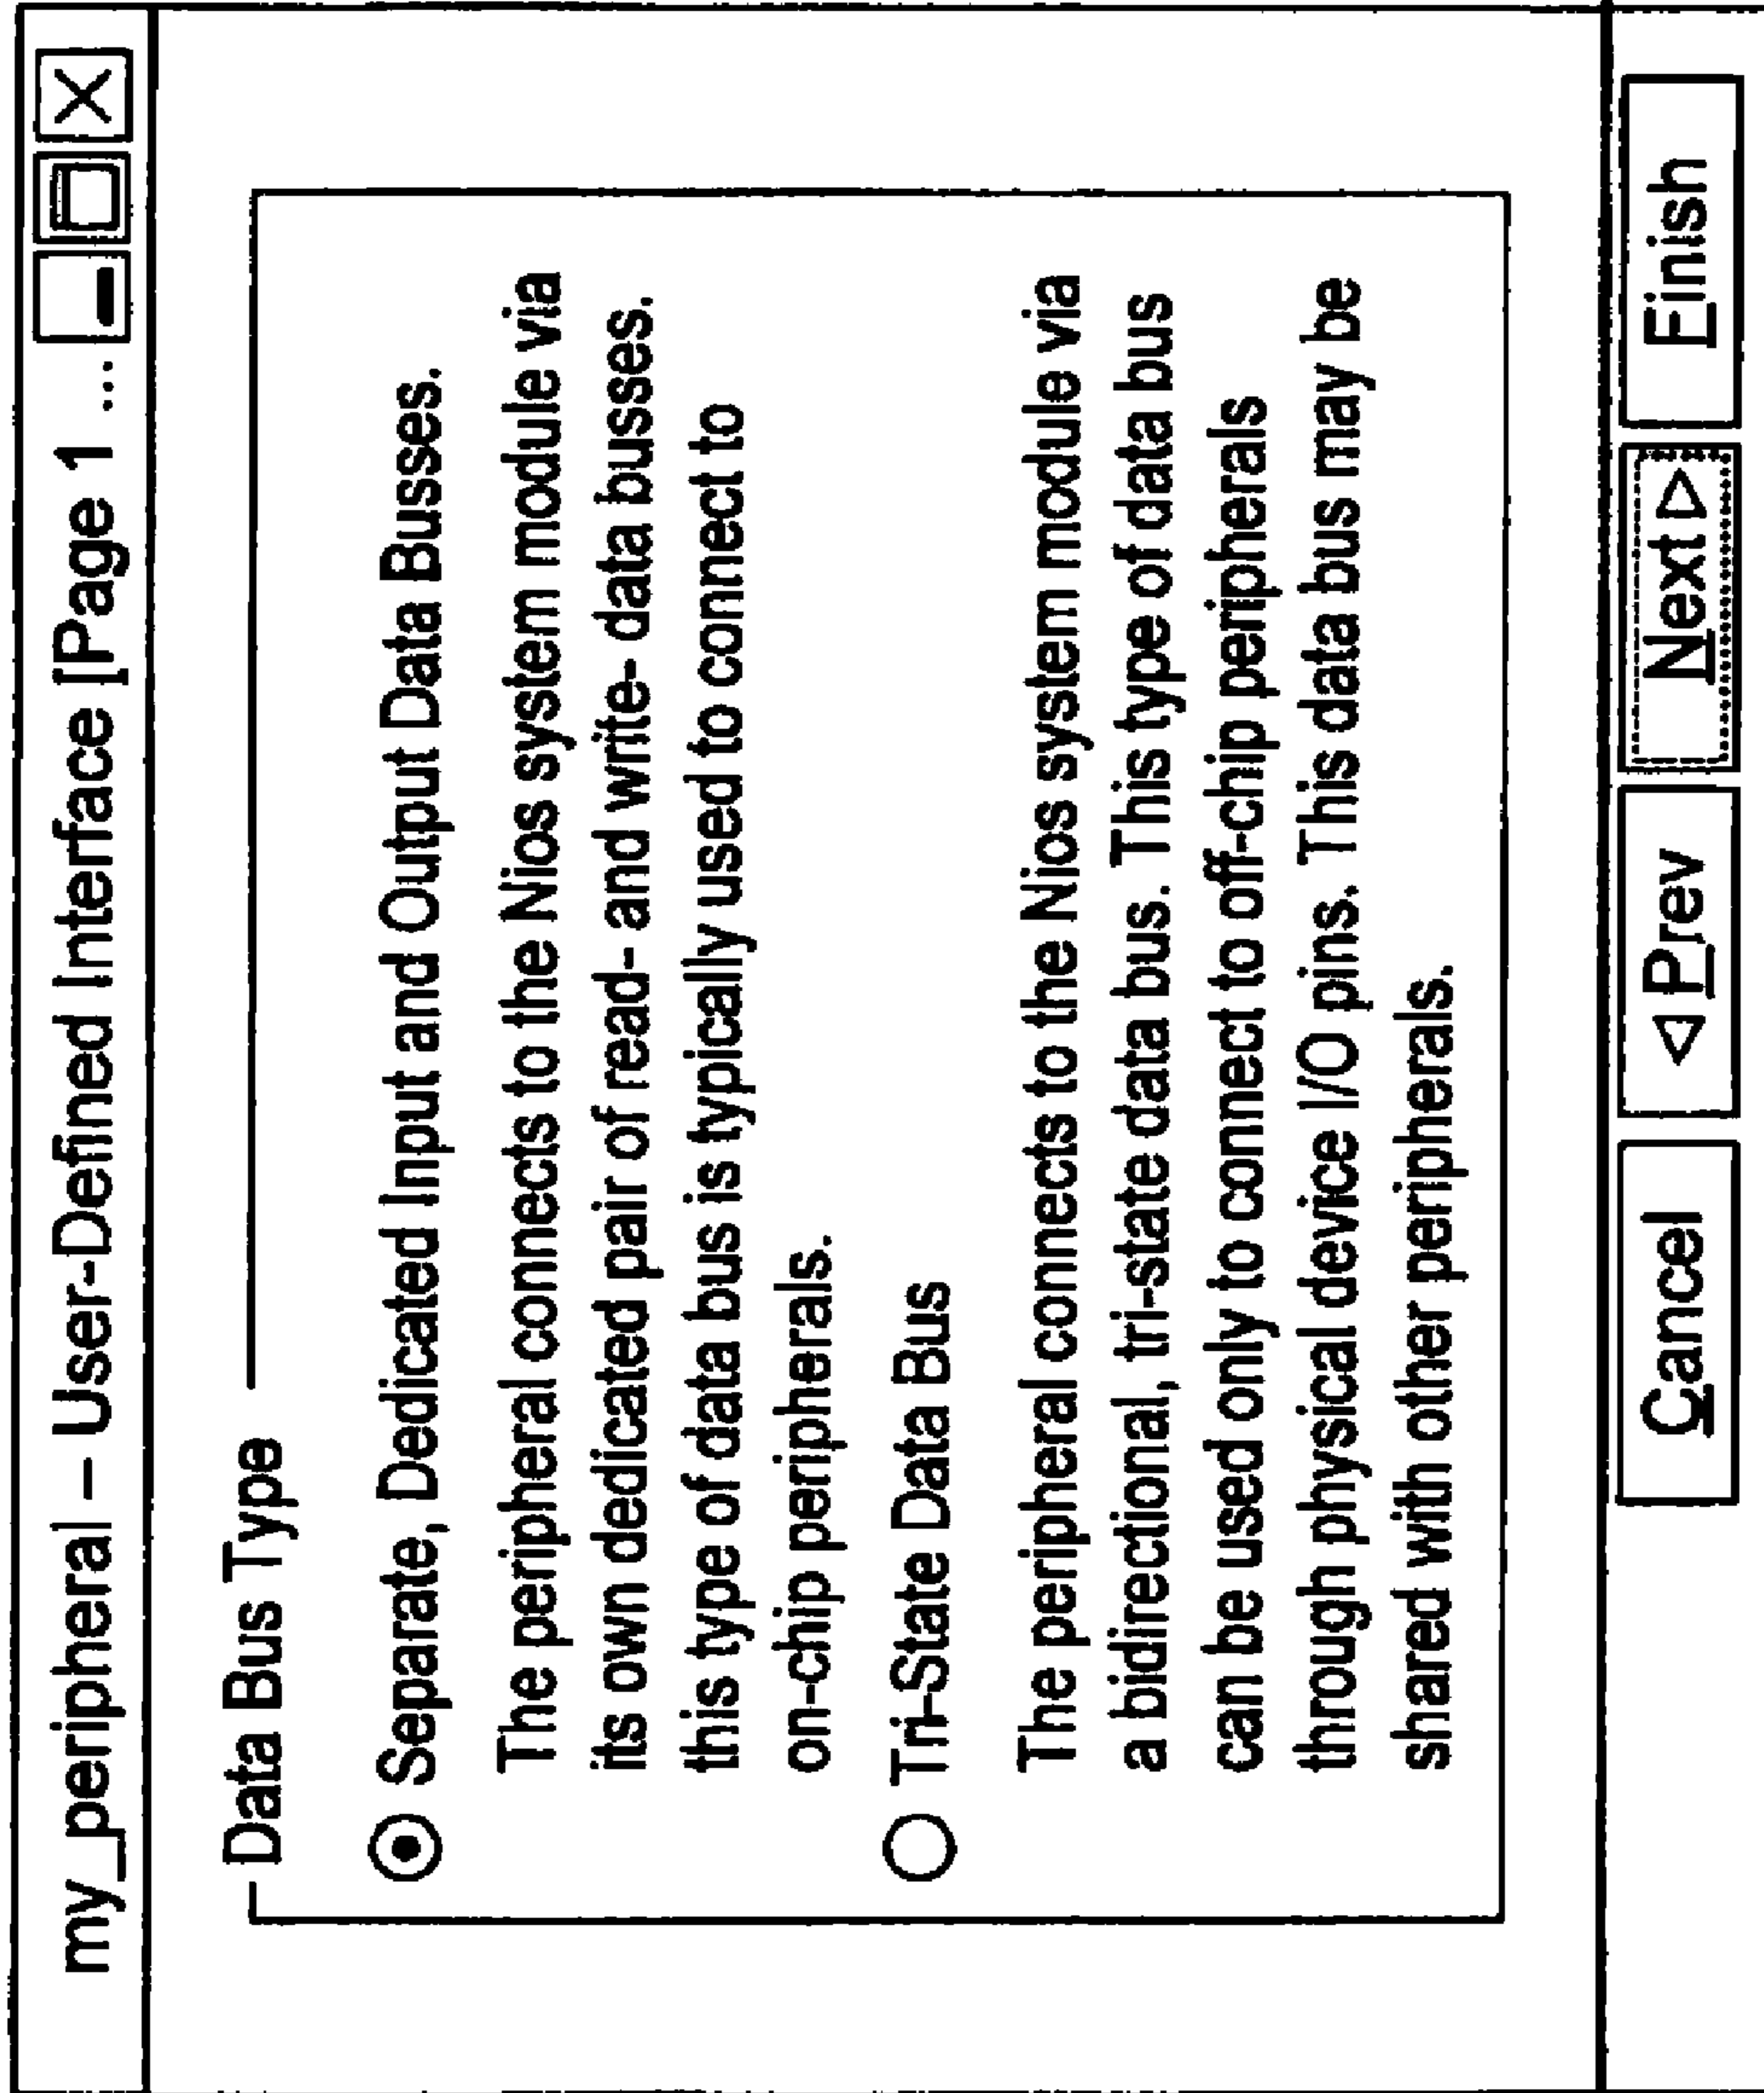 my_peripheral – User-Defined Interface [Page 1 ...
Data Bus Type
Separate, Dedicated Input and Output Data Busses.
The peripheral connects to the Nios system module via
its own dedicated pair of read- and write- data busses.
this type of data bus is typically used to connect to
on-chip peripherals.
Tri-State Data Bus
The peripheral connects to the Nios system module via
a bidirectional, tri-state data bus. This type of data bus
can be used only to connect to off-chip peripherals
through physical device I/O pins. This data bus may be
shared with other peripherals.
Cancel
Prev
Next
Finish